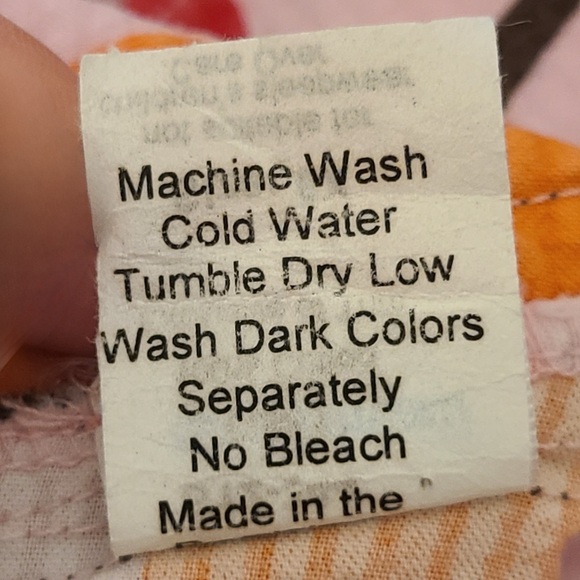 Machine Wash
Cold Water
Tumble Dry Low
Wash Dark Colors
Separately
No Bleach
Made in the